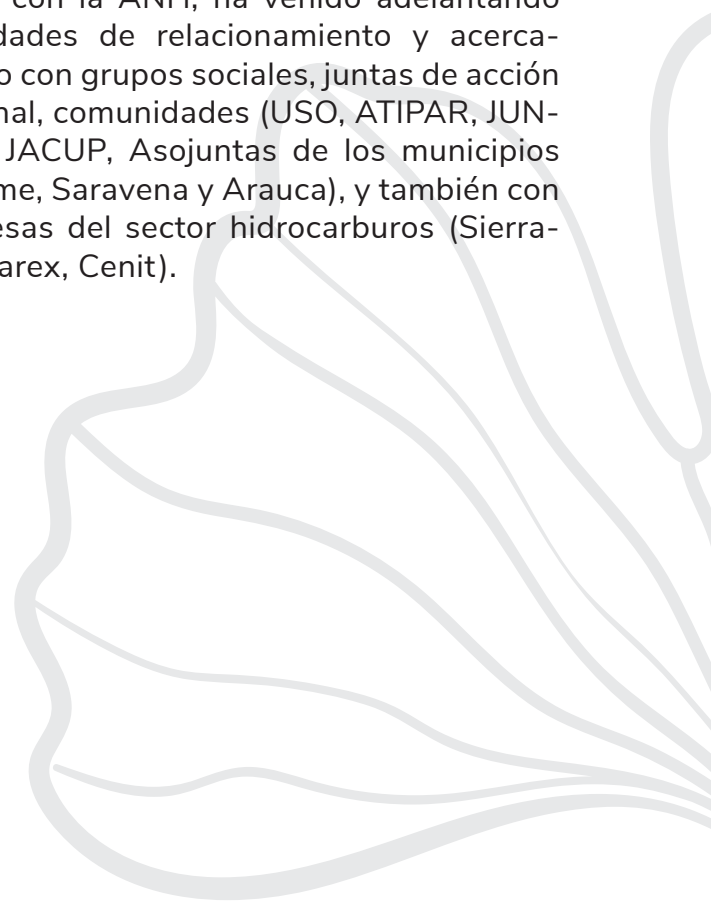 con la ANH, ha venido adelantando
dades de relacionamiento y acerca-
o con grupos sociales, juntas de acción
nal, comunidades (USO, ATIPAR, JUN-
JACUP, Asojuntas de los municipios
me, Saravena y Arauca), y también con
esas del sector hidrocarburos (Sierra-
arex, Cenit).